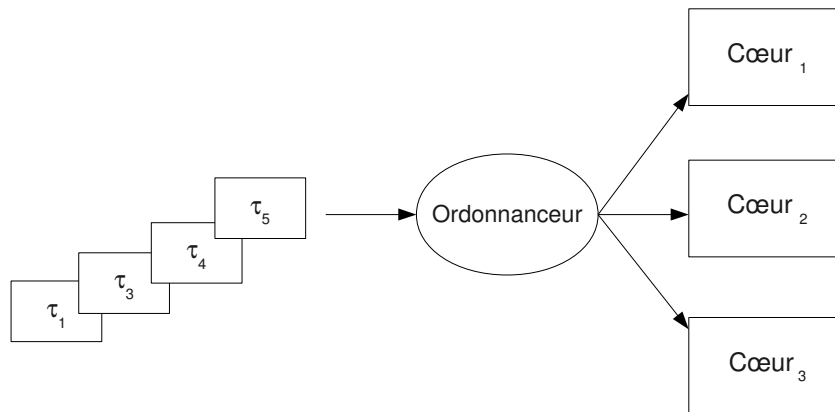 τ1
τ3
τ4
τ5
Ordonnanceur
Cœur 1
Cœur 2
Cœur 3